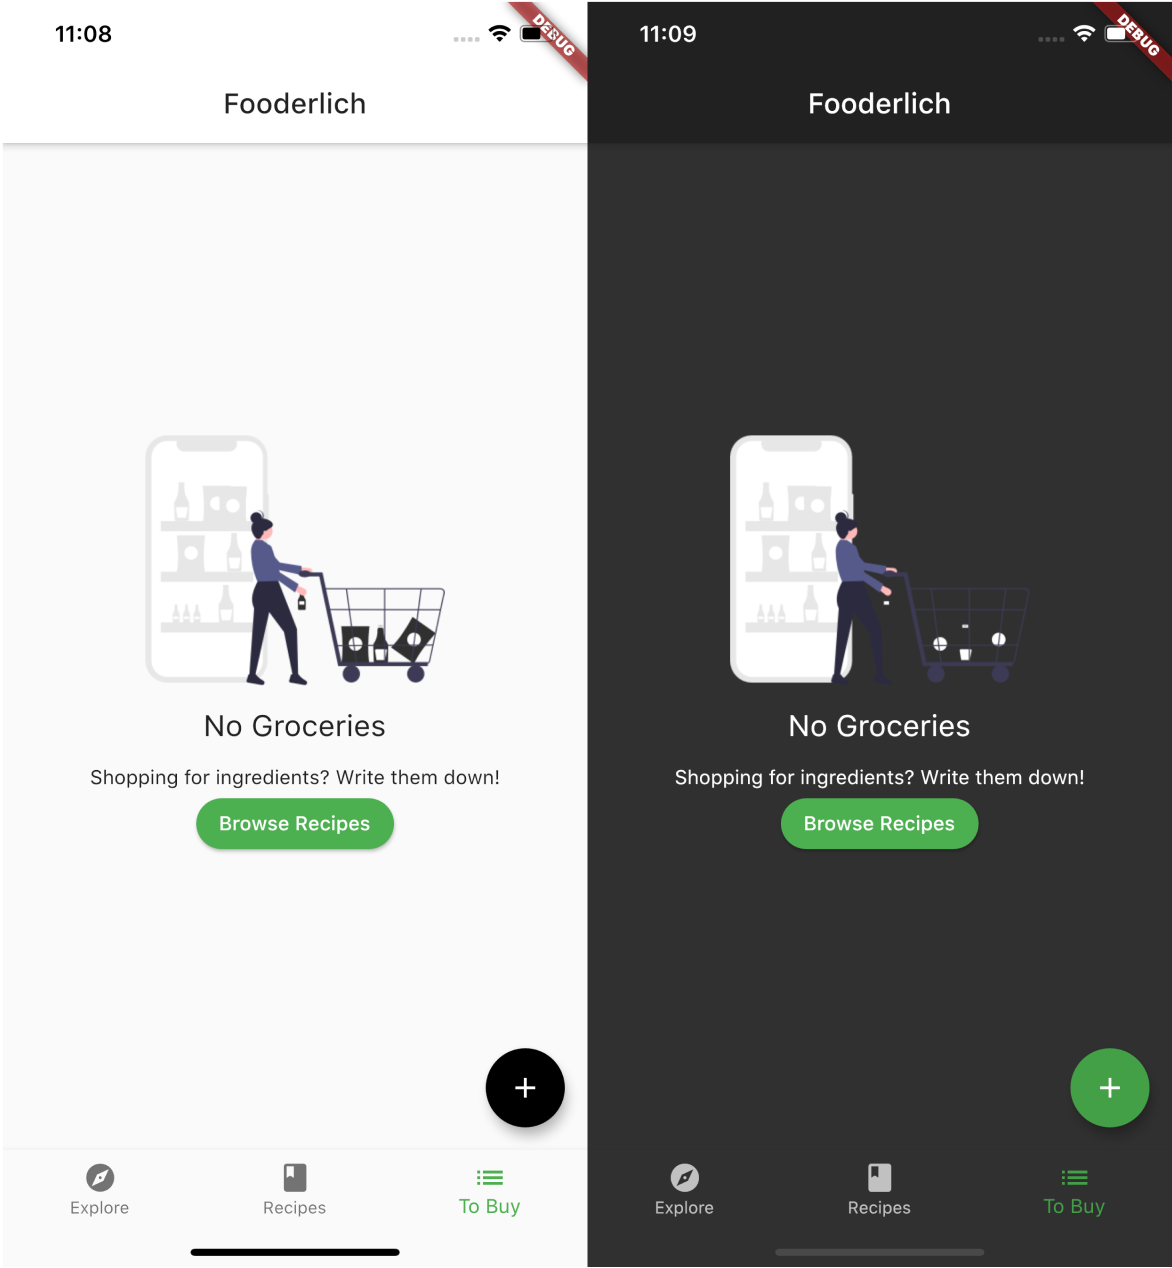 11:08
DEBUG
Fooderlich
No Groceries
Shopping for ingredients? Write them down!
Browse Recipes
Explore
Recipes
To Buy
11:09
DEBUG
Fooderlich
No Groceries
Shopping for ingredients? Write them down!
Browse Recipes
Explore
Recipes
To Buy